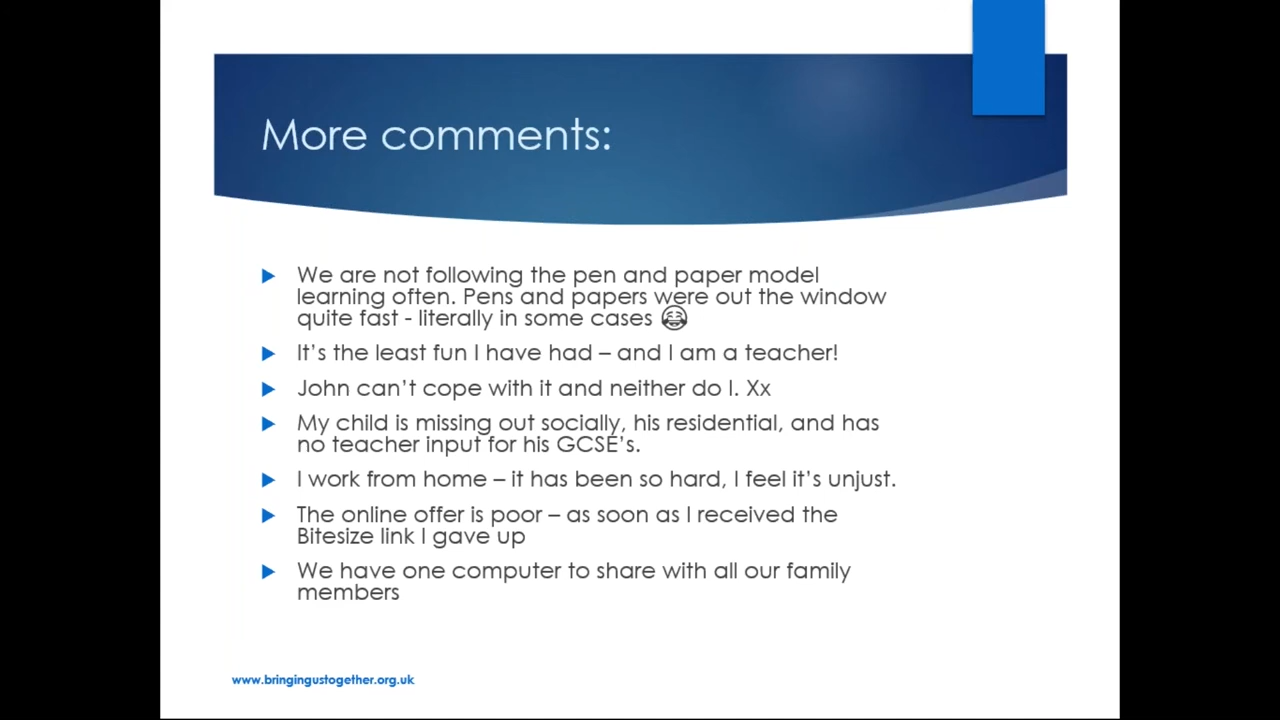 More comments:
We are not following the pen and paper model
learning often. Pens and papers were out the window
quite fast - literally in some cases 😂
It’s the least fun I have had – and I am a teacher!
John can’t cope with it and neither do I. Xx
My child is missing out socially, his residential, and has
no teacher input for his GCSE’s.
I work from home – it has been so hard, I feel it’s unjust.
The online offer is poor – as soon as I received the
Bitesize link I gave up
We have one computer to share with all our family
members
www.bringingustogether.org.uk